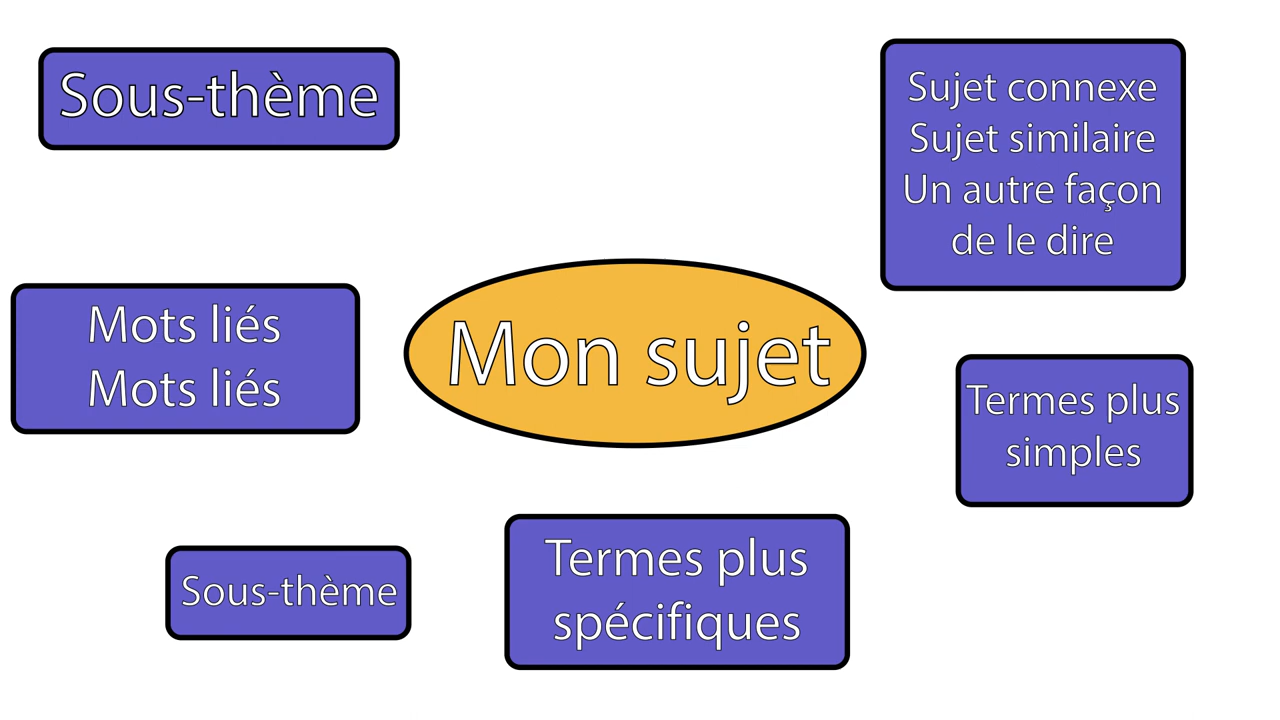 Sous-thème
Sujet connexe
Sujet similaire
Un autre façon
de le dire
Mots liés
Mots liés
Mon sujet
Termes plus
simples
Sous-thème
Termes plus
spécifiques